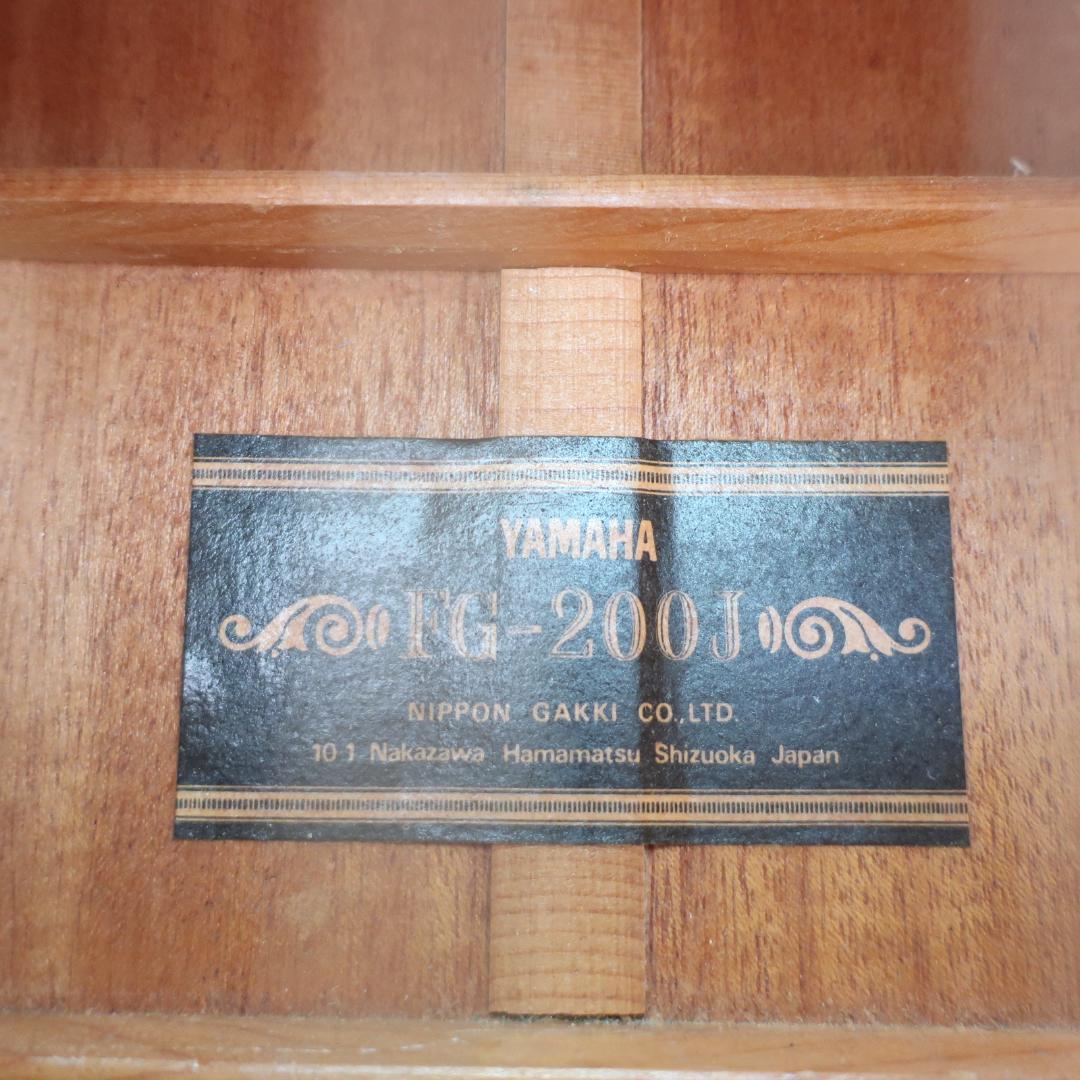 YAMAHA
FG-200J
NIPPON GAKKI CO.,LTD.
10 1 Nakazawa Hamamatsu Shizuoka Japan